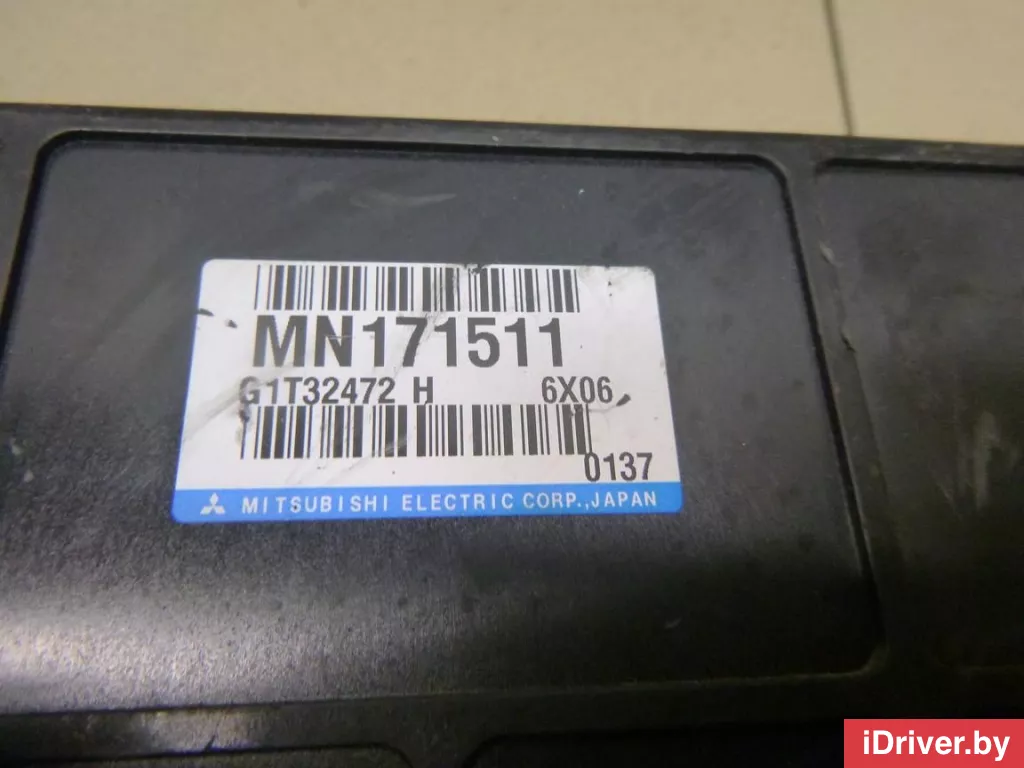 MN171511
G1T32472 H 6X06
0137
MITSUBISHI ELECTRIC CORP., JAPAN
iDriver.by